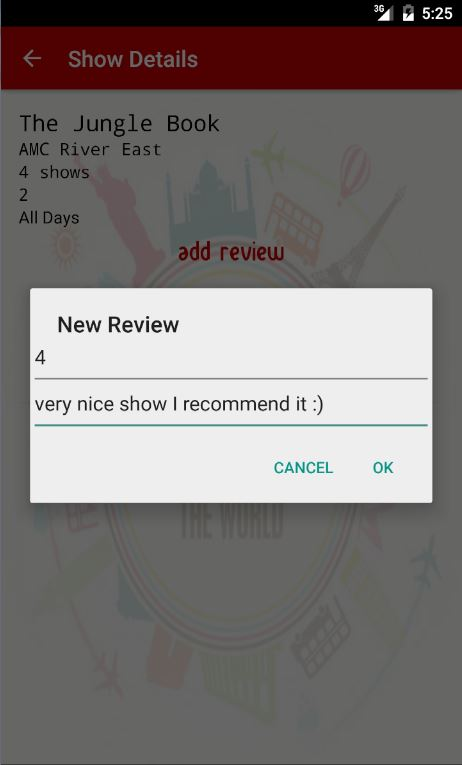 3G 5:25
Show Details
The Jungle Book
AMC River East
4 shows
2
All Days
add review
New Review
4
very nice show I recommend it :)
CANCEL OK
THE WORLD